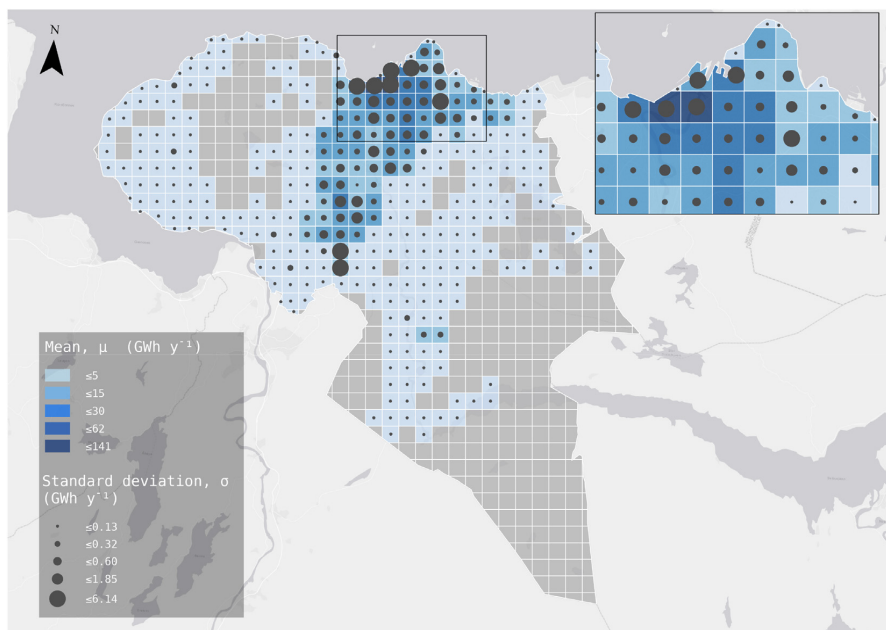 N
Mean, μ (GWh y⁻¹)
≤5
≤15
≤30
≤62
≤141
Standard deviation, σ
(GWh y⁻¹)
≤0.13
≤0.32
≤0.60
≤1.85
≤6.14